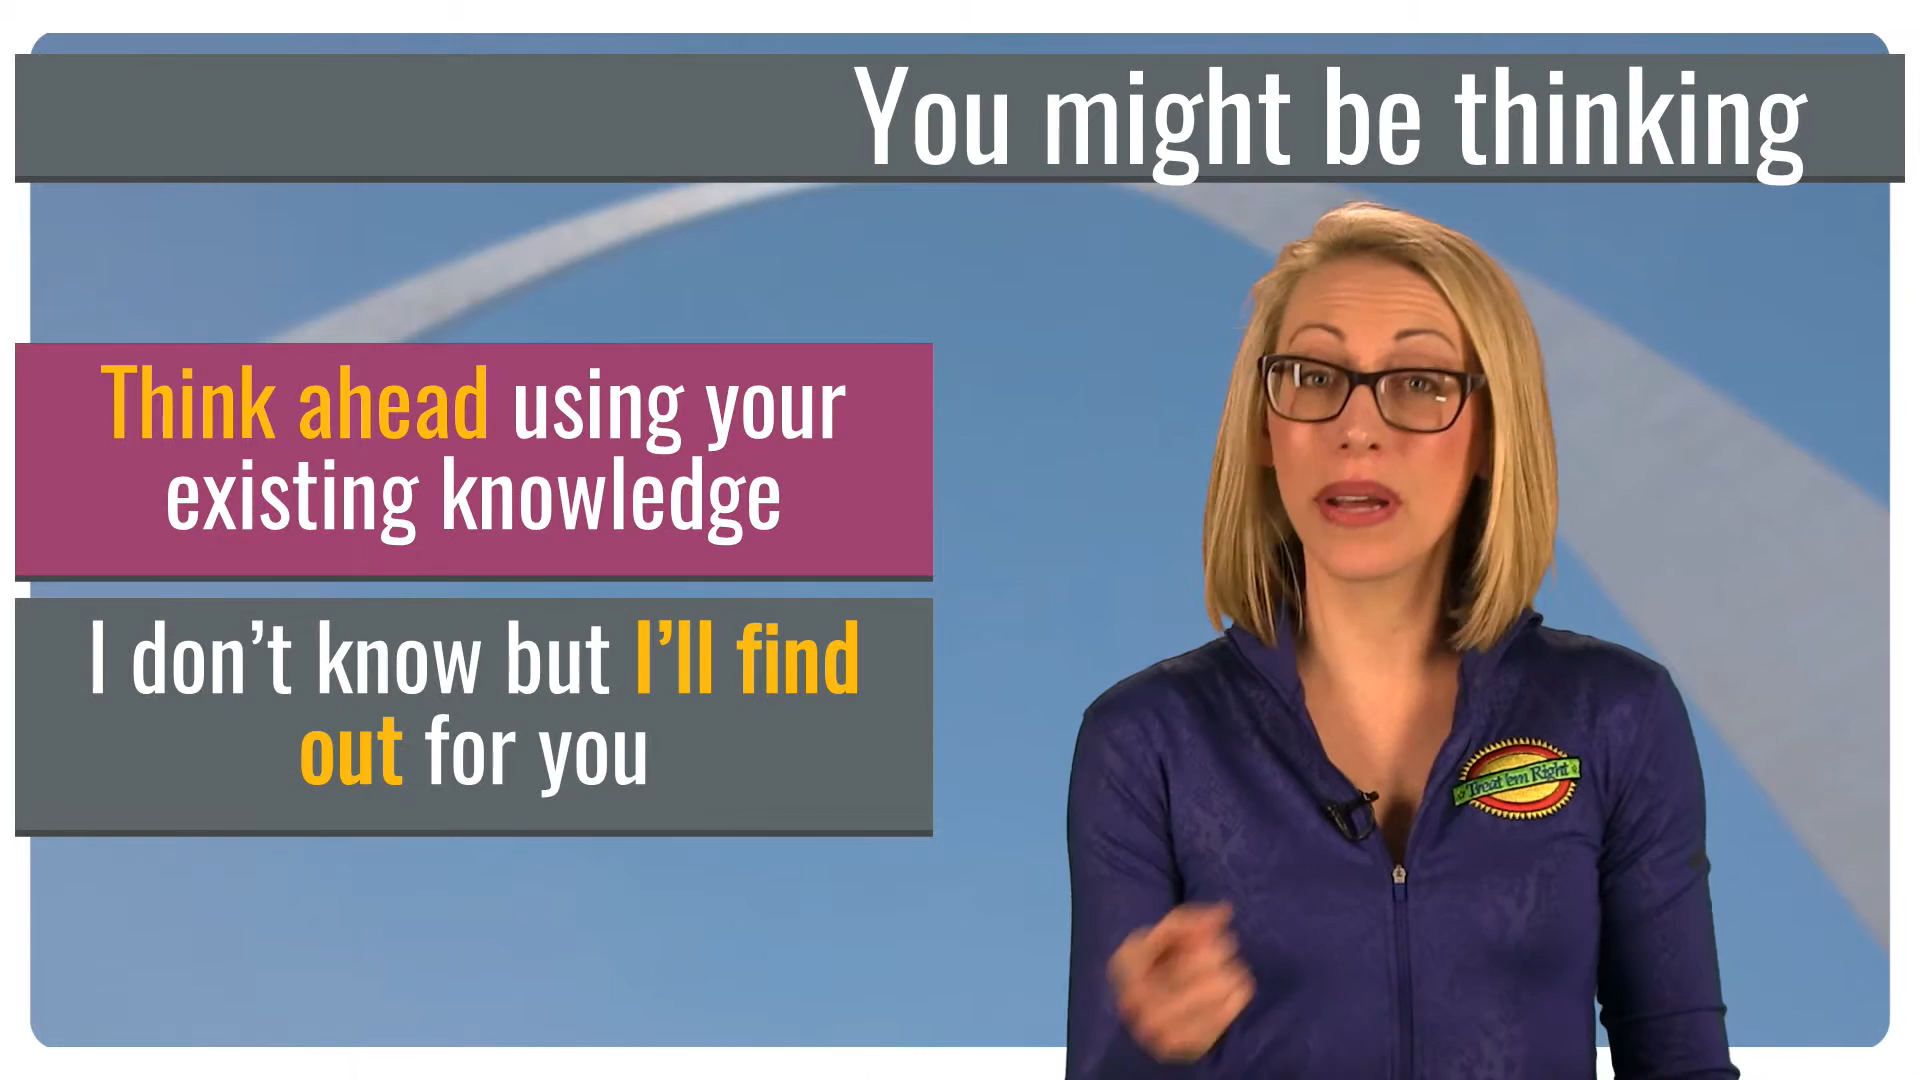 You might be thinking
Think ahead using your
existing knowledge
I don't know but I'll find
out for you
Treat 'em Right